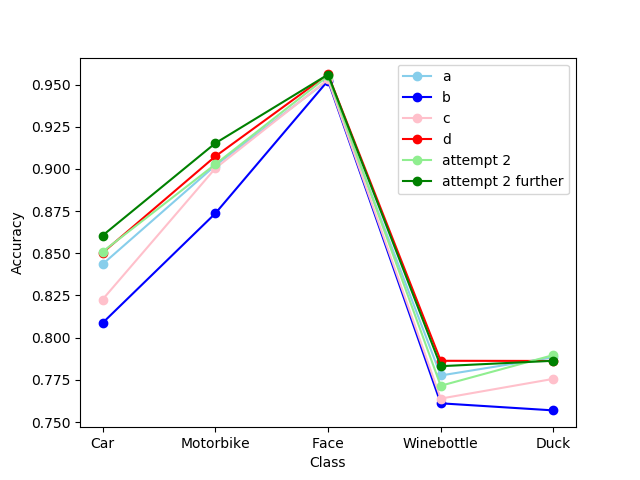 0.950
0.925
0.900
0.875
0.850
0.825
0.800
0.775
0.750
Accuracy
Car Motorbike Face Winebottle Duck
Class
a
b
c
d
attempt 2
attempt 2 further